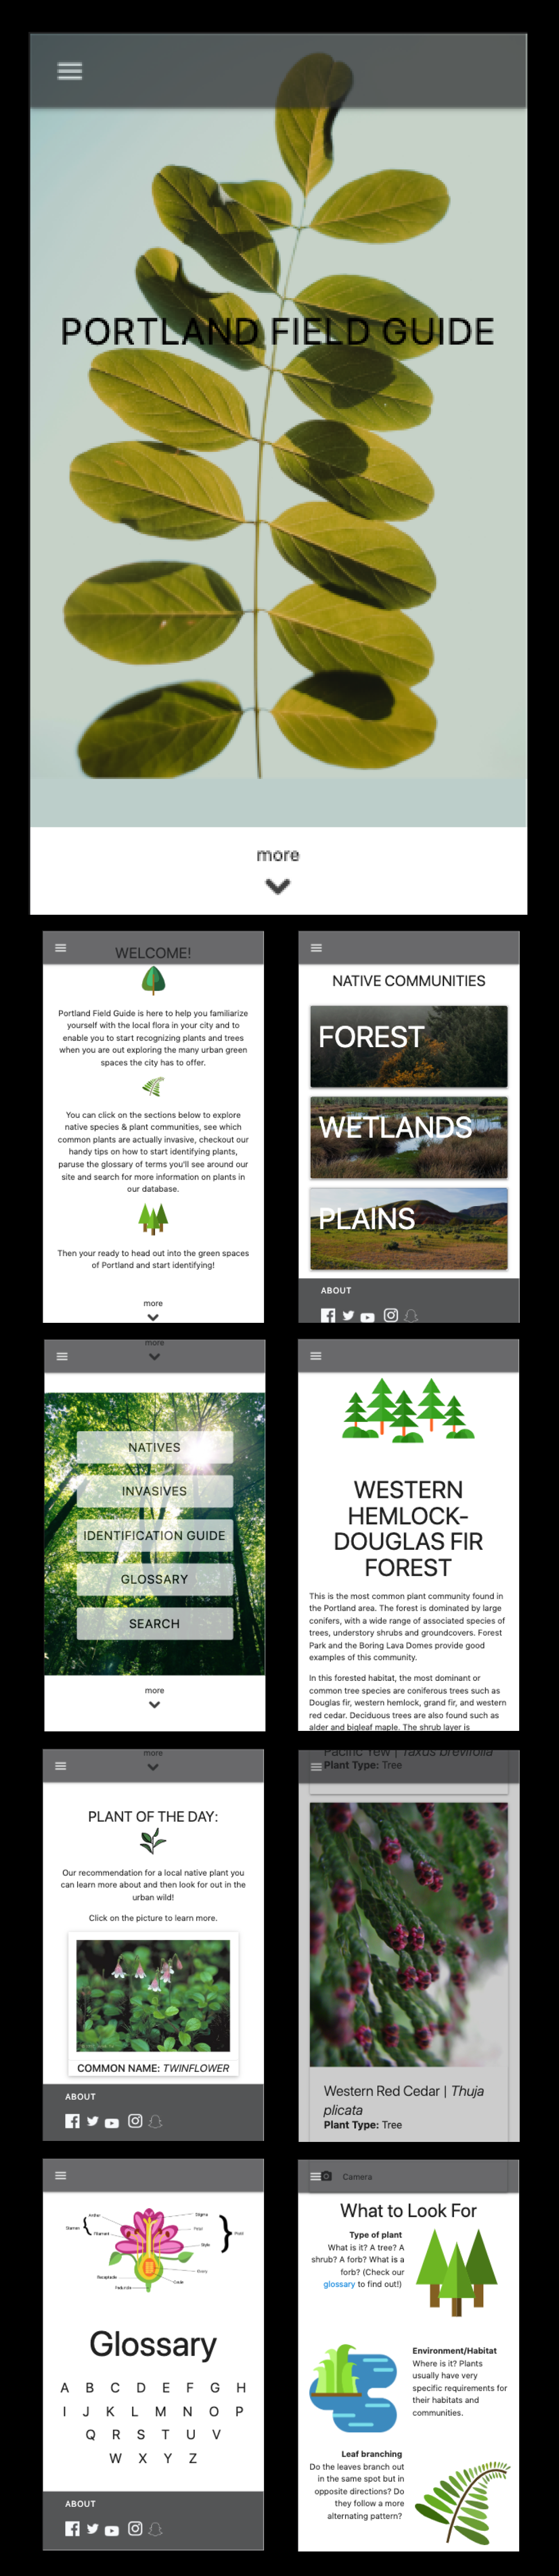 PORTLAND FIELD GUIDE
more
WELCOME!
Portland Field Guide is here to help you familiarize
yourself with the local flora in your city and to
enable you to start recognizing plants and trees
when you are out exploring the many urban green
spaces the city has to offer.
You can click on the sections below to explore
native species & plant communities, see which
common plants are actually invasive, checkout our
handy tips on how to start identifying plants,
paruse the glossary of terms you'll see around our
site and search for more information on plants in
our database.
Then your ready to head out into the green spaces
of Portland and start identifying!
more
NATIVE COMMUNITIES
FOREST
WETLANDS
PLAINS
ABOUT
more
NATIVES
INVASIVES
IDENTIFICATION GUIDE
GLOSSARY
SEARCH
more
WESTERN
HEMLOCK-
DOUGLAS FIR
FOREST
This is the most common plant community found in
the Portland area. The forest is dominated by large
conifers, with a wide range of associated species of
trees, understory shrubs and groundcovers. Forest
Park and the Boring Lava Domes provide good
examples of this community.
In this forested habitat, the most dominant or
common tree species are coniferous trees such as
Douglas fir, western hemlock, grand fir, and western
red cedar. Deciduous trees are also found such as
alder and bigleaf maple. The shrub layer is
more
PLANT OF THE DAY:
Our recommendation for a local native plant you
can learn more about and then look for out in the
urban wild!
Click on the picture to learn more.
COMMON NAME: TWINFLOWER
ABOUT
Pacific Yew | Taxus brevifolia
Plant Type: Tree
Western Red Cedar | Thuja
plicata
Plant Type: Tree
Anther
Stamen
Filament
Stigma
Style
Ovary
Receptacle
Pedicle
Glossary
A B C D E F G H
I J K L M N O P
Q R S T U V
W X Y Z
ABOUT
Camera
What to Look For
Type of plant
What is it? A tree? A
shrub? A forb? What is a
forb? (Check our
glossary to find out!)
Environment/Habitat
Where is it? Plants
usually have very
specific requirements for
their habitats and
communities.
Leaf branching
Do the leaves branch out
in the same spot but in
opposite directions? Do
they follow a more
alternating pattern?